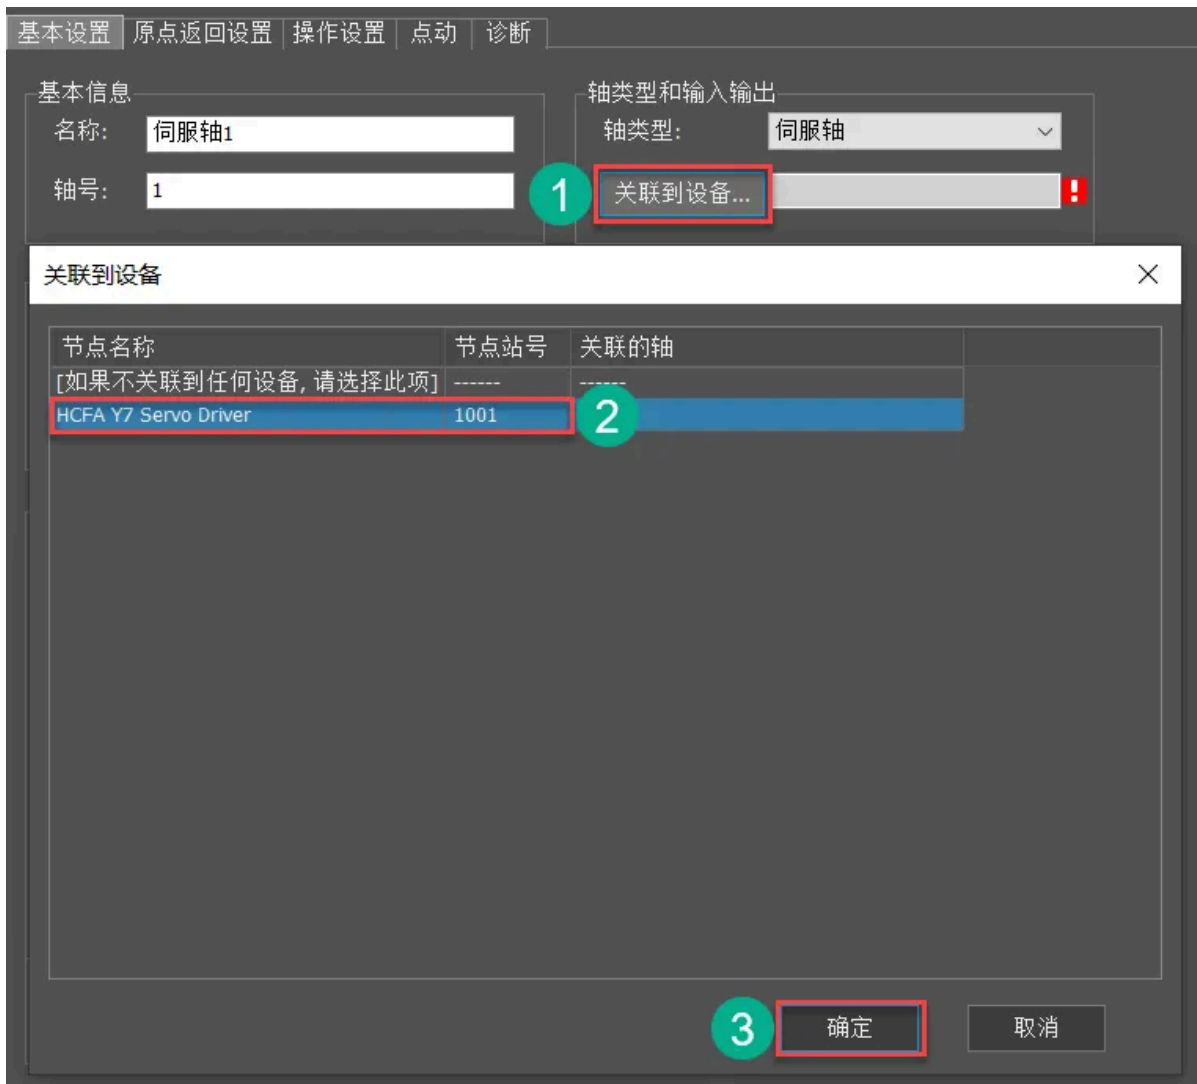 基本设置 原点返回设置 操作设置 点动 诊断
基本信息 轴类型和输入输出
名称: 伺服轴1 轴类型: 伺服轴
轴号: 1 1 关联到设备... !
关联到设备
节点名称 节点站号 关联的轴
[如果不关联到任何设备,请选择此项] ------ ------
HCFA Y7 Servo Driver 1001 2
3 确定 取消